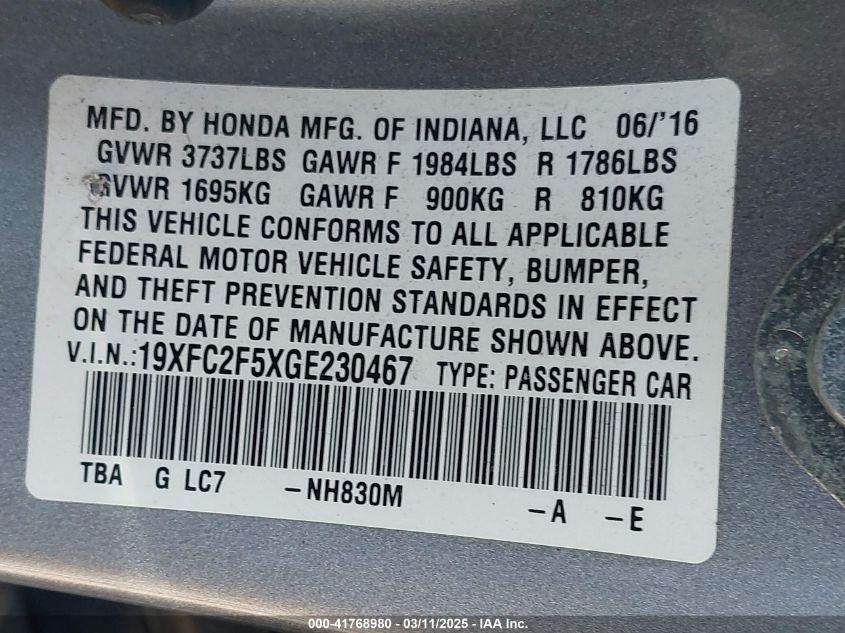 MFD. BY HONDA MFG. OF INDIANA, LLC 06/'16
GVWR 3737LBS GAWR F 1984LBS R 1786LBS
GVWR 1695KG GAWR F 900KG R 810KG
THIS VEHICLE CONFORMS TO ALL APPLICABLE
FEDERAL MOTOR VEHICLE SAFETY, BUMPER,
AND THEFT PREVENTION STANDARDS IN EFFECT
ON THE DATE OF MANUFACTURE SHOWN ABOVE.
V.I.N.:19XFC2F5XGE230467 TYPE: PASSENGER CAR
TBA G LC7 -NH830M -A -E
000-41768980 - 03/11/2025 - IAA Inc.